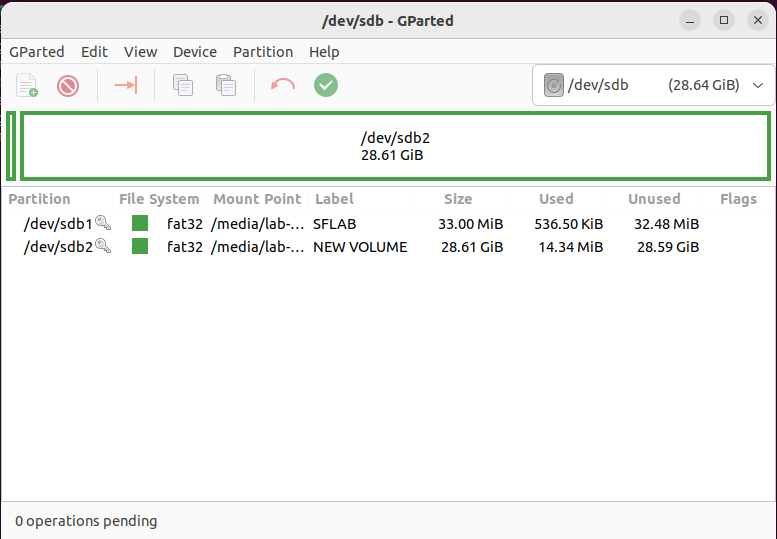 /dev/sdb - GParted
GParted Edit View Device Partition Help
/dev/sdb (28.64 GiB)
/dev/sdb2
28.61 GiB
Partition File System Mount Point Label Size Used Unused Flags
/dev/sdb1 fat32 /media/lab-... SFLAB 33.00 MiB 536.50 KiB 32.48 MiB
/dev/sdb2 fat32 /media/lab-... NEW VOLUME 28.61 GiB 14.34 MiB 28.59 GiB
0 operations pending